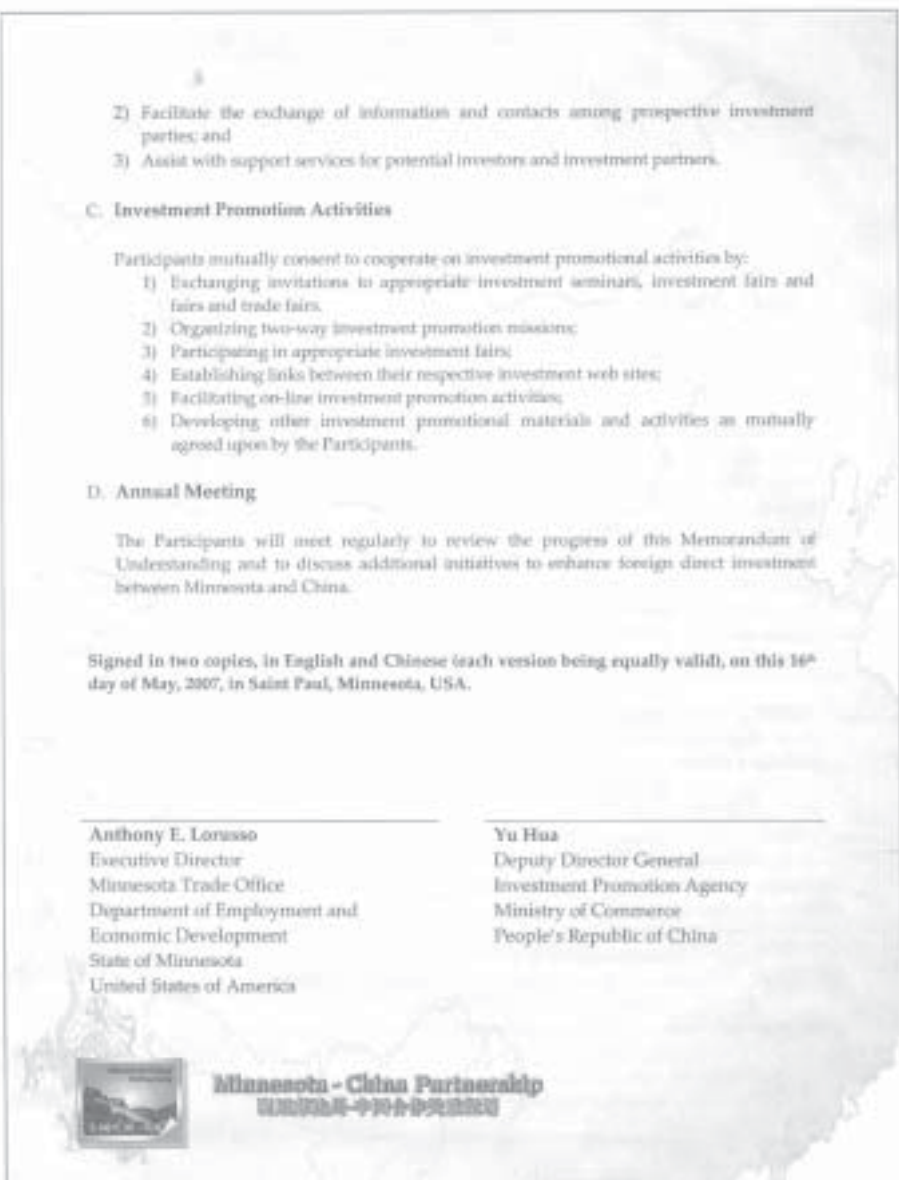 2) Facilitate the exchange of information and contacts among prospective investment
parties; and
3) Assist with support services for potential investors and investment partners.
C. Investment Promotion Activities
Participants mutually consent to cooperate on investment promotional activities by:
1) Exchanging invitations to appropriate investment seminars, investment fairs and
fairs and trade fairs.
2) Organizing two-way investment promotion missions;
3) Participating in appropriate investment fairs;
4) Establishing links between their respective investment web sites;
5) Facilitating on-line investment promotion activities;
6) Developing other investment promotional materials and activities as mutually
agreed upon by the Participants.
D. Annual Meeting
The Participants will meet regularly to review the progress of this Memorandum of
Understanding and to discuss additional initiatives to enhance foreign direct investment
between Minnesota and China.
Signed in two copies, in English and Chinese (each version being equally valid), on this 16th
day of May, 2007, in Saint Paul, Minnesota, USA.
Anthony E. Lorusso
Executive Director
Minnesota Trade Office
Department of Employment and
Economic Development
State of Minnesota
United States of America
Yu Hua
Deputy Director General
Investment Promotion Agency
Ministry of Commerce
People's Republic of China
Minnesota - China Partnership